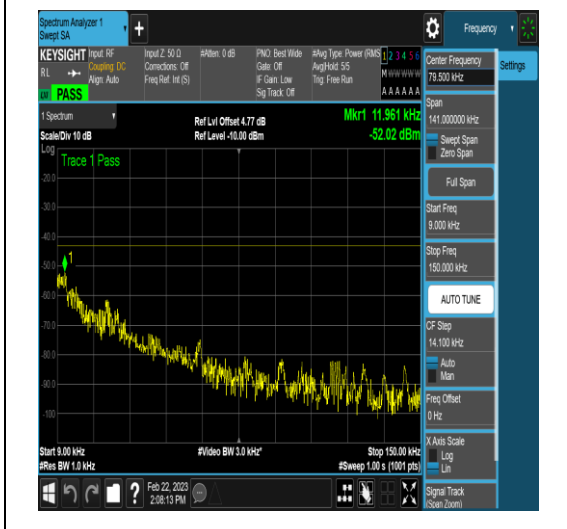 Spectrum Analyzer 1
Swept SA
+
Frequency
KEYSIGHT
RL
PASS
Input: RF
Coupling: DC
Align: Auto
Input Z: 50 Ω
Corrections: Off
Freq Ref: Int (S)
#Atten: 0 dB
PNO: Best Wide
Gate: Off
IF Gain: Low
Sig Track: Off
#Avg Type: Power (RMS
Avg|Hold: 5/5
Trig: Free Run
1 2 3 4 5 6
M W W W W W
A A A A A A
1 Spectrum
Scale/Div 10 dB
Ref Lvl Offset 4.77 dB
Ref Level -10.00 dBm
Mkr1 11.961 kHz
-52.02 dBm
Log
Trace 1 Pass
1
-20.0
-30.0
-40.0
-50.0
-60.0
-70.0
-80.0
-90.0
-100
Start 9.00 kHz
#Res BW 1.0 kHz
#Video BW 3.0 kHz*
Stop 150.00 kHz
#Sweep 1.00 s (1001 pts)
Feb 22, 2023
2:08:13 PM
?
Center Frequency
79.500 kHz
Settings
Span
141.000000 kHz
Swept Span
Zero Span
Full Span
Start Freq
9.000 kHz
Stop Freq
150.000 kHz
AUTO TUNE
CF Step
14.100 kHz
Auto
Man
Freq Offset
0 Hz
X Axis Scale
Log
Lin
Signal Track
(Span Zoom)